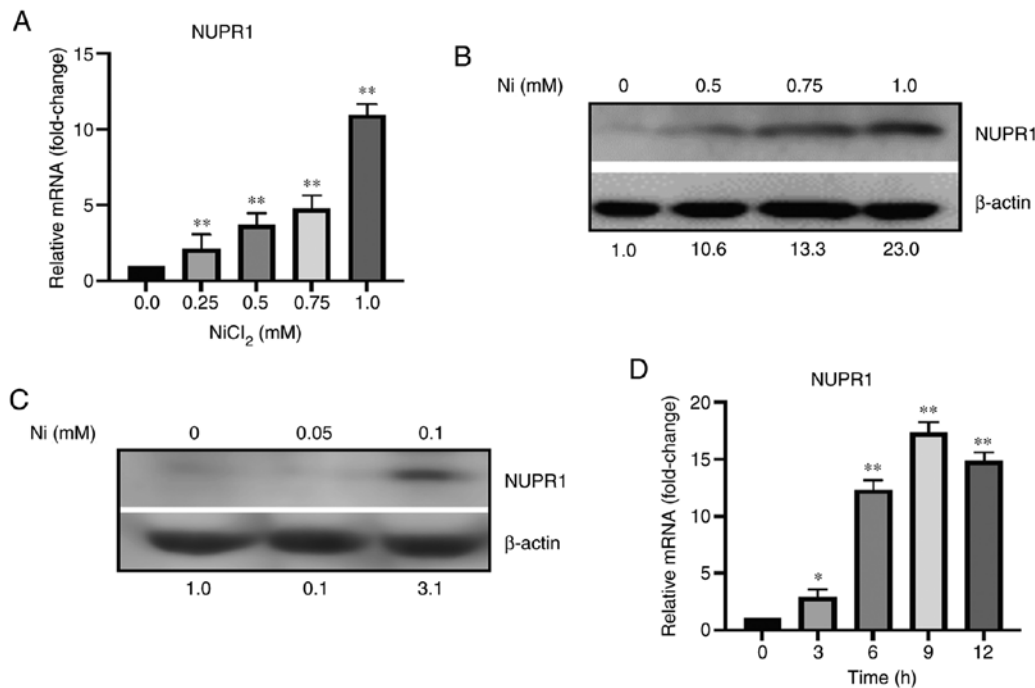 A
NUPR1
Relative mRNA (fold-change)
15
10
5
0
** ** ** **
0.0 0.25 0.5 0.75 1.0
NiCl₂ (mM)
B
Ni (mM) 0 0.5 0.75 1.0
NUPR1
β-actin
1.0 10.6 13.3 23.0
C
Ni (mM) 0 0.05 0.1
NUPR1
β-actin
1.0 0.1 3.1
D
NUPR1
Relative mRNA (fold-change)
20
15
10
5
0
* ** ** **
0 3 6 9 12
Time (h)